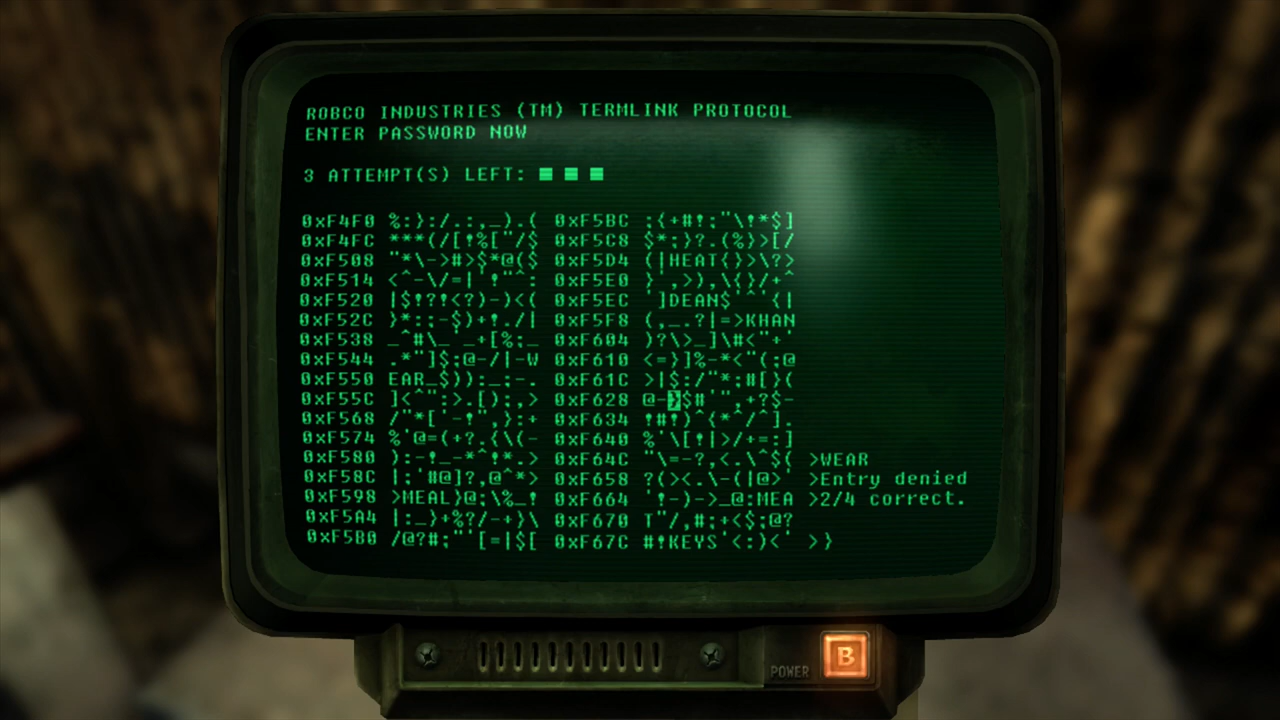 ROBCO INDUSTRIES (TM) TERMLINK PROTOCOL
ENTER PASSWORD NOW
3 ATTEMPT(S) LEFT: ■ ■ ■
0xF4F0 %:}:/.:,_).( 0xF5BC :{+#!;"\!*$]
0xF4FC ***(/[!%["/$ 0xF5C8 $*;}?.(%}>[/
0xF508 "*\->#>$*@($ 0xF5D4 (|HEAT{}>\?>
0xF514 <^-\/=|'!"^: 0xF5E0 }',>),\{}/+^
0xF520 |$!?!<?)-)<( 0xF5EC ']DEAN$'^'{|
0xF52C }*:;-$)+!./| 0xF5F8 (,_.?|=>KHAN
0xF538 _^#\_'_+[%;_ 0xF604 )?\>_]\#<"+'
0xF544 .*"]$;@-/|-W 0xF610 <=}]%-*<"(;@
0xF550 EAR_$)):_:-. 0xF61C >|$:/"*:#[}(
0xF55C ]<^":>.[):,> 0xF628 @-}$#'",+?$-
0xF568 /"*['-!",}:+ 0xF634 !#!)^{*^/^].
0xF574 %'@=(+?.{\(- 0xF640 %'\[!|>/+=:]
0xF580 ):-!_-*^!*.> 0xF64C "\=-?,<.\^$( >WEAR
0xF58C |:'#@]?,@^*> 0xF658 ?(><.\-(|@>' >Entry denied
0xF598 >MEAL}@:\%_! 0xF664 '!-)->_@:MEA >2/4 correct.
0xF5A4 |:_}+%?/-+}\ 0xF670 T"/,#;+<$;@?
0xF5B0 /@?#;"'[=|$[ 0xF67C #!KEYS'<:)<' >}
POWER
B